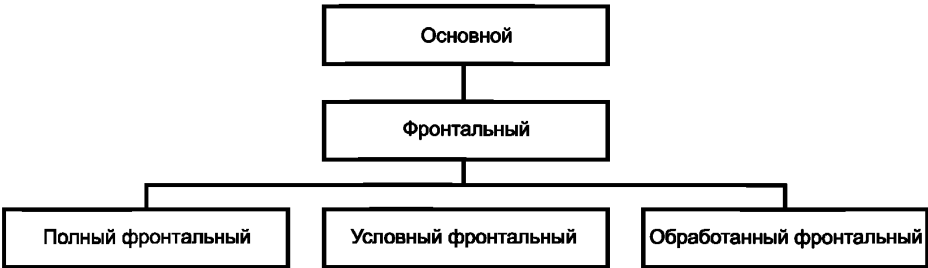 Основной
Фронтальный
Полный фронтальный
Условный фронтальный
Обработанный фронтальный